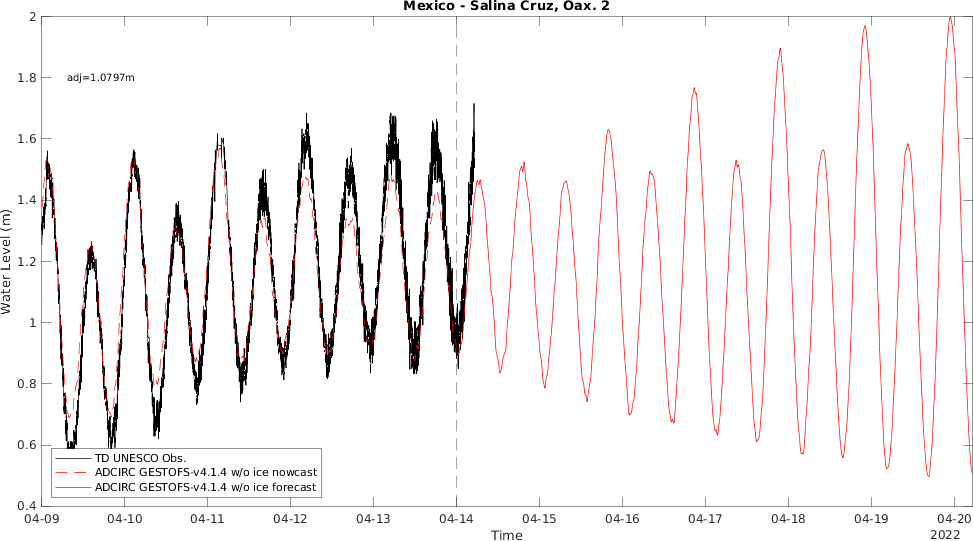 Mexico - Salina Cruz, Oax. 2
2
1.8
1.6
1.4
1.2
1
0.8
0.6
0.4
Water Level (m)
adj=1.0797m
TD UNESCO Obs.
ADCIRC GESTOFS-v4.1.4 w/o ice nowcast
ADCIRC GESTOFS-v4.1.4 w/o ice forecast
04-09 04-10 04-11 04-12 04-13 04-14 04-15 04-16 04-17 04-18 04-19 04-20
2022
Time